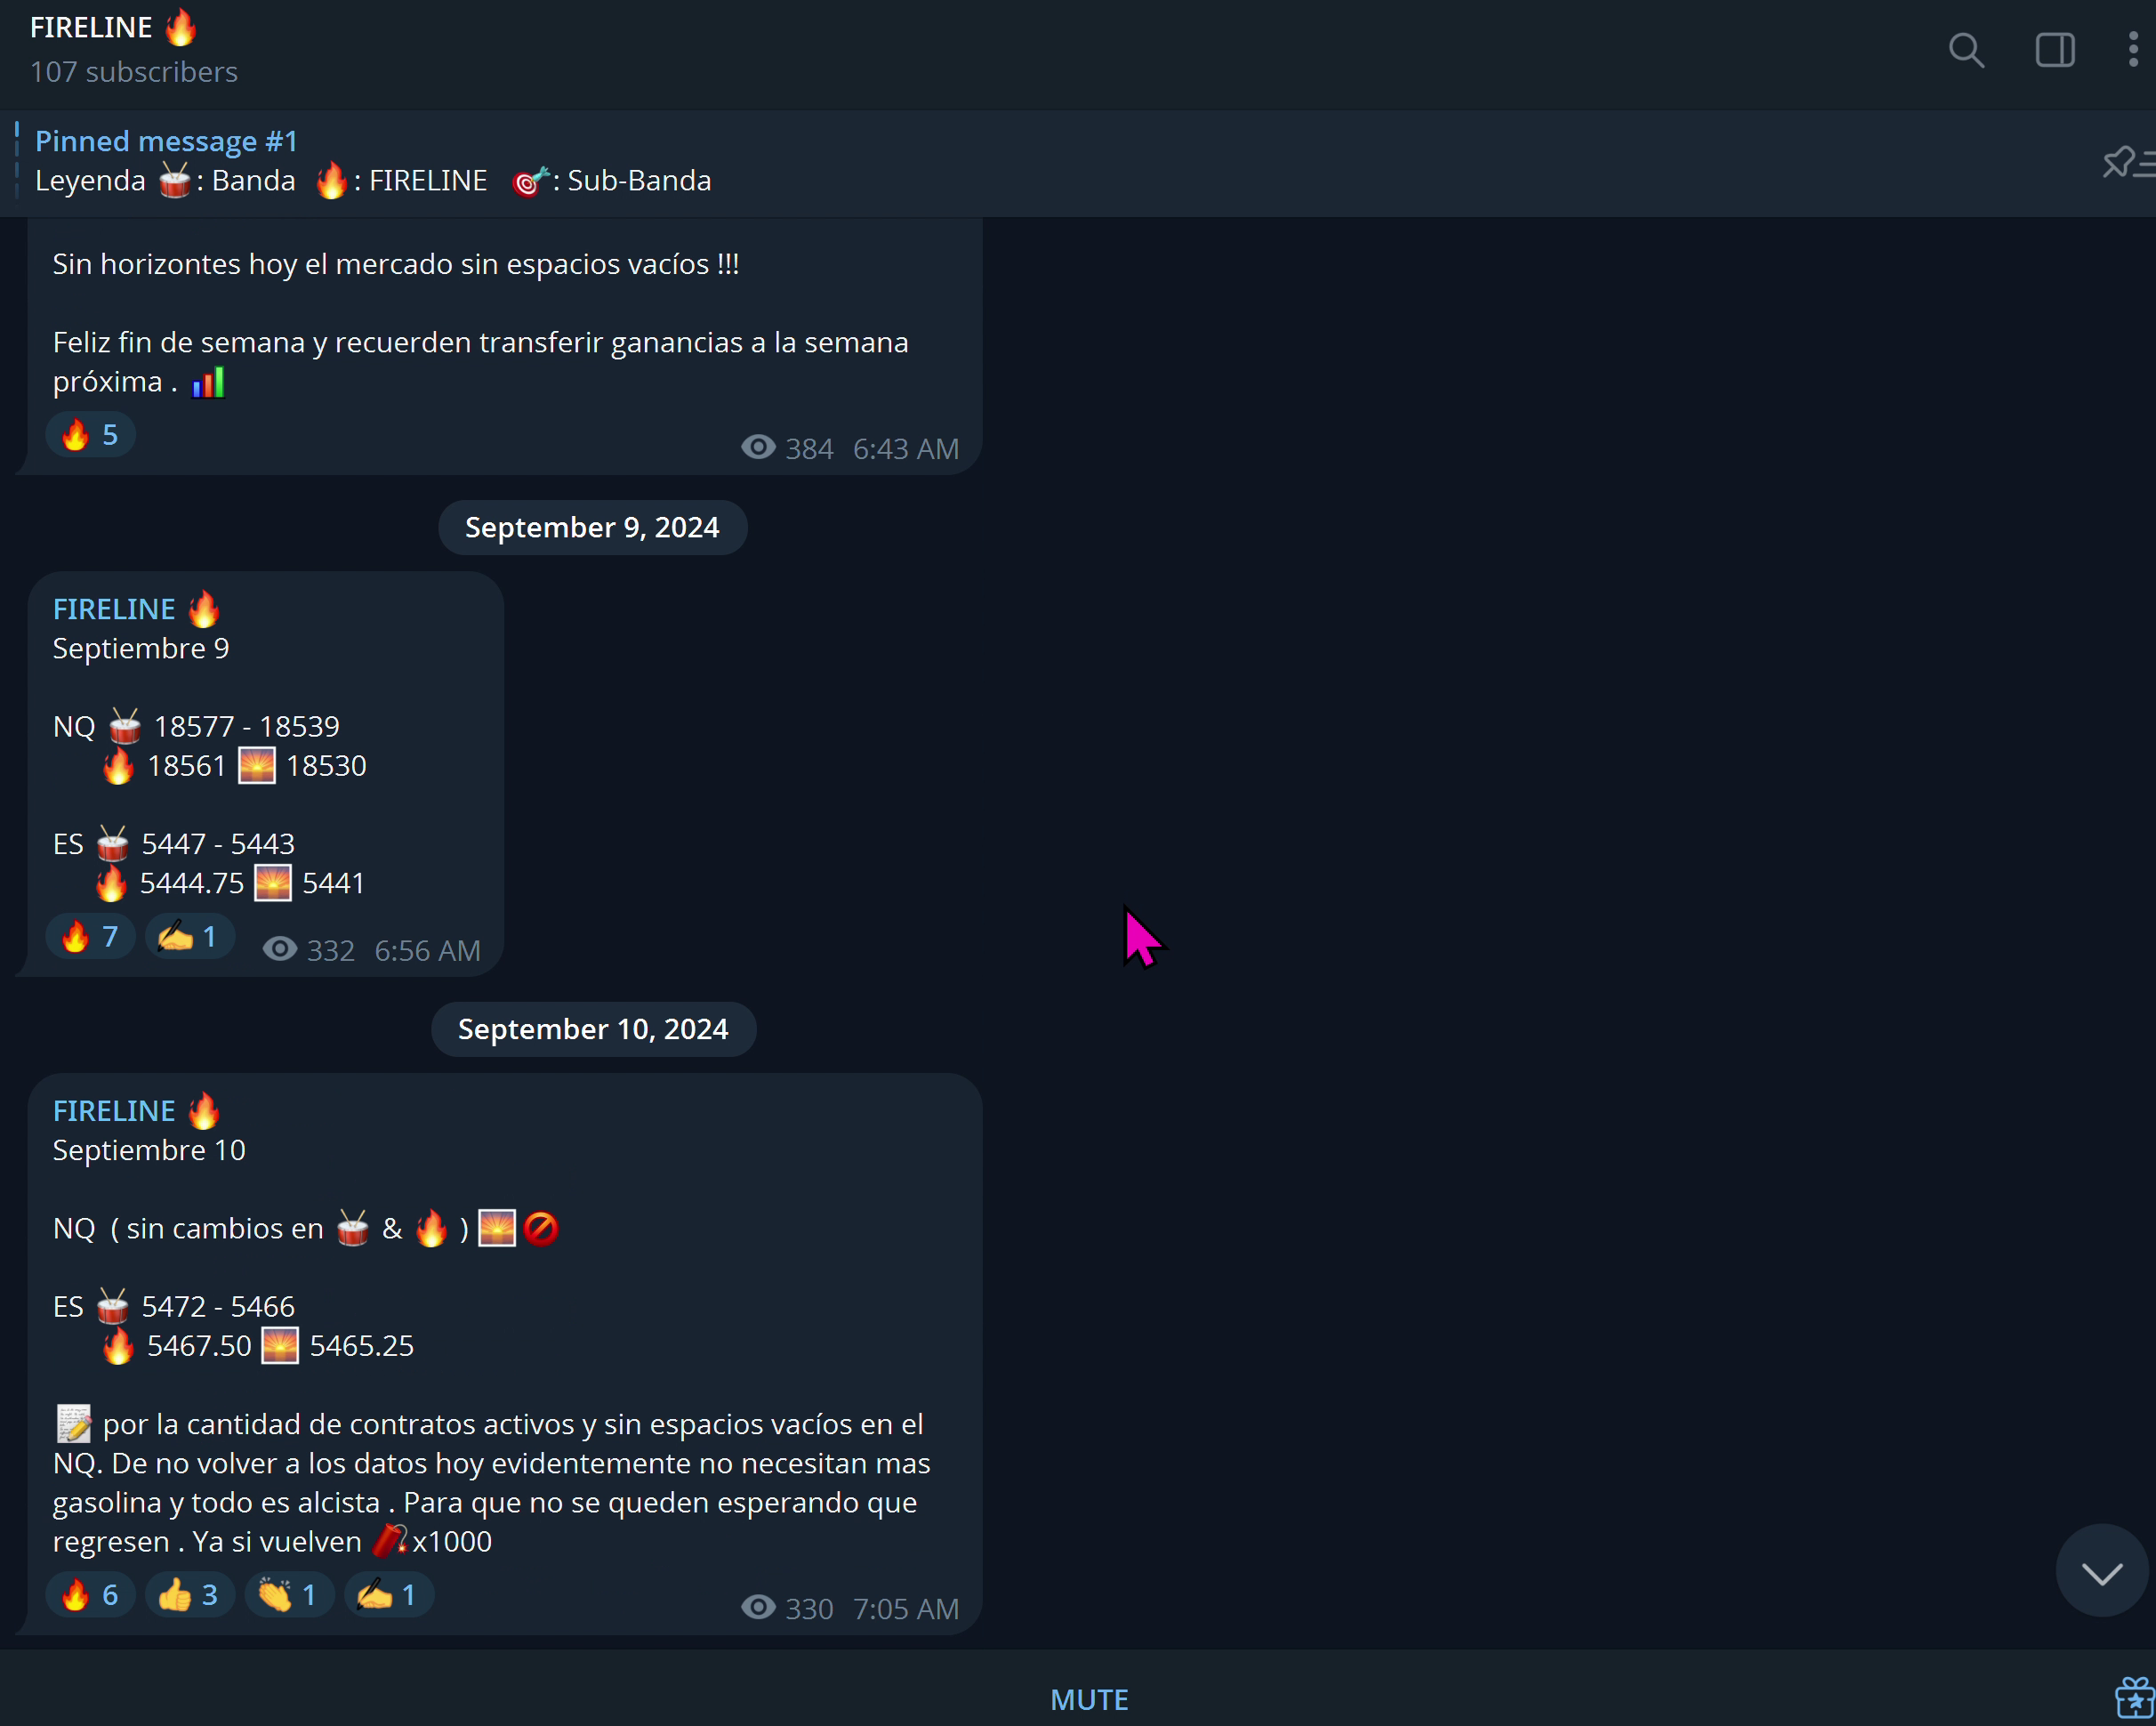 FIRELINE 🔥
107 subscribers
Pinned message #1
Leyenda 🥁: Banda 🔥: FIRELINE 🎯: Sub-Banda
Sin horizontes hoy el mercado sin espacios vacíos !!!
Feliz fin de semana y recuerden transferir ganancias a la semana
próxima . 📊
🔥 5
384 6:43 AM
September 9, 2024
FIRELINE 🔥
Septiembre 9
NQ 🥁 18577 - 18539
🔥 18561 🌅 18530
ES 🥁 5447 - 5443
🔥 5444.75 🌅 5441
🔥 7 ✍️ 1 332 6:56 AM
September 10, 2024
FIRELINE 🔥
Septiembre 10
NQ ( sin cambios en 🥁 & 🔥 ) 🌅🚫
ES 🥁 5472 - 5466
🔥 5467.50 🌅 5465.25
📝 por la cantidad de contratos activos y sin espacios vacíos en el
NQ. De no volver a los datos hoy evidentemente no necesitan mas
gasolina y todo es alcista . Para que no se queden esperando que
regresen . Ya si vuelven 🧨x1000
🔥 6 👍 3 👏 1 ✍️ 1
330 7:05 AM
MUTE